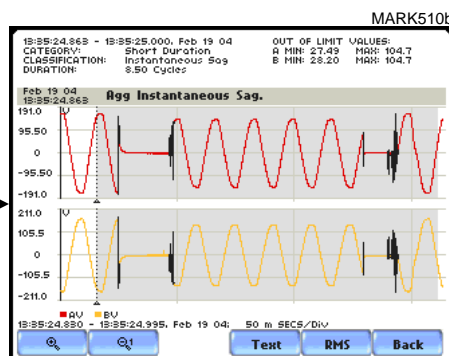 MARK510b
13:35:24.863 - 13:35:25.000, Feb 19 04
OUT OF LIMIT VALUES:
CATEGORY: Short Duration
A MIN: 27.49 MAX: 104.7
CLASSIFICATION: Instantaneous Sag
B MIN: 28.20 MAX: 104.7
DURATION: 8.50 Cycles
Feb 19 04
13:35:24.863
Agg Instantaneous Sag.
191.0
V
95.50
0
-95.50
-191.0
211.0
V
105.5
0
-105.5
-211.0
AV BV
13:35:24.830 - 13:35:24.995, Feb 19 04; 50 m SECS/Div
1
Text RMS Back